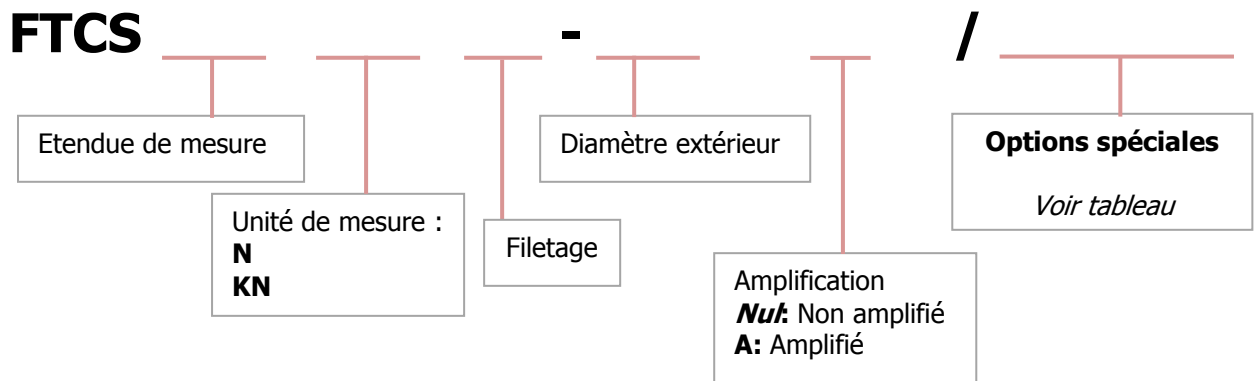 FTCS - /
Etendue de mesure
Diamètre extérieur
Options spéciales
Voir tableau
Unité de mesure :
N
KN
Filetage
Amplification
Nul: Non amplifié
A: Amplifié